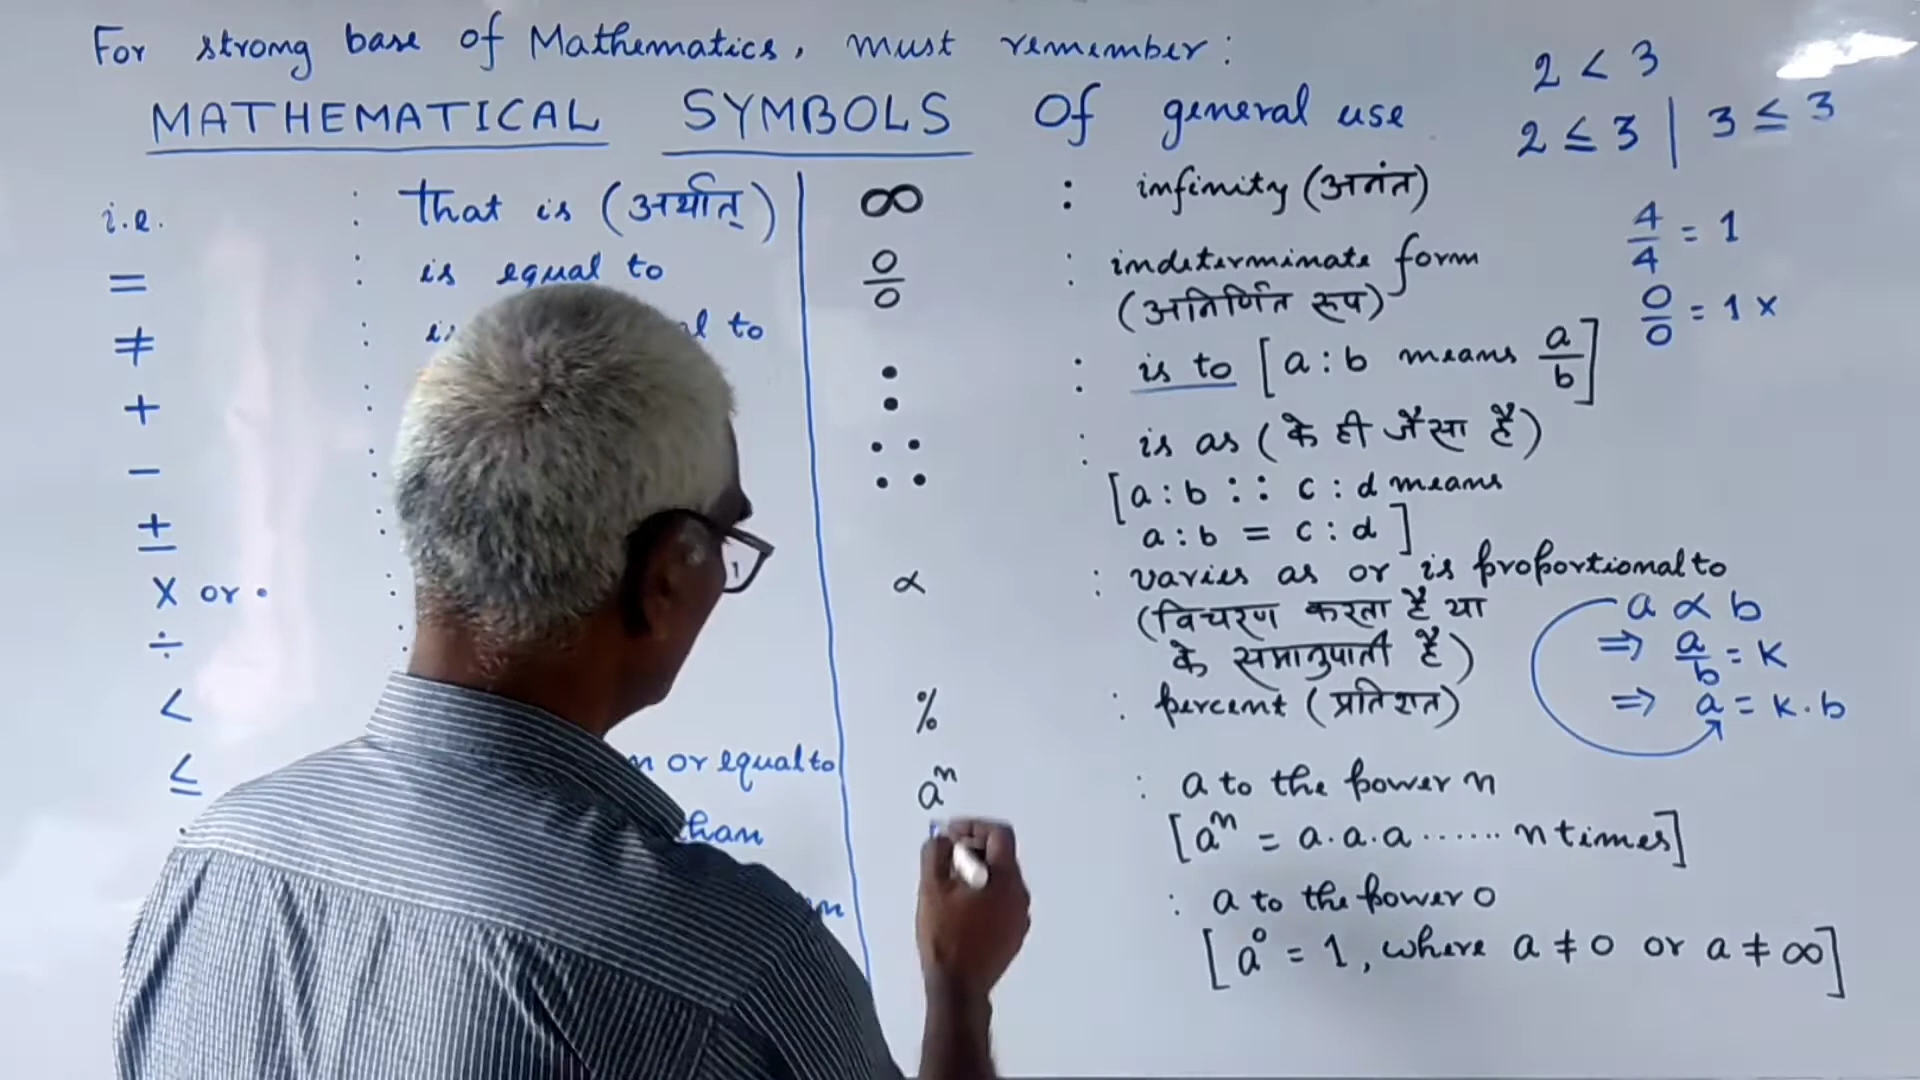 For strong base of Mathematics, must remember:
MATHEMATICAL SYMBOLS Of general use
2 < 3
2 ≤ 3 | 3 ≤ 3
i.e. : that is (अर्थात्)
= : is equal to
≠ : to
+ :
− :
± :
× or · :
÷ :
<
≤ or equal to
than
∞ : infinity (अनंत)
0/0 : indeterminate form
(अनिर्णित रूप)
4/4 = 1
0/0 = 1 ×
: : is to [a : b means a/b]
:: : is as (के ही जैसा है)
[a : b :: c : d means
a : b = c : d]
∝ : varies as or is proportional to
(विचरण करता है या
के समानुपाती है)
a ∝ b
⇒ a/b = K
⇒ a = K · b
% : percent (प्रतिशत)
aⁿ : a to the power n
[aⁿ = a.a.a ...... n times]
: a to the power 0
[a⁰ = 1, where a ≠ 0 or a ≠ ∞]